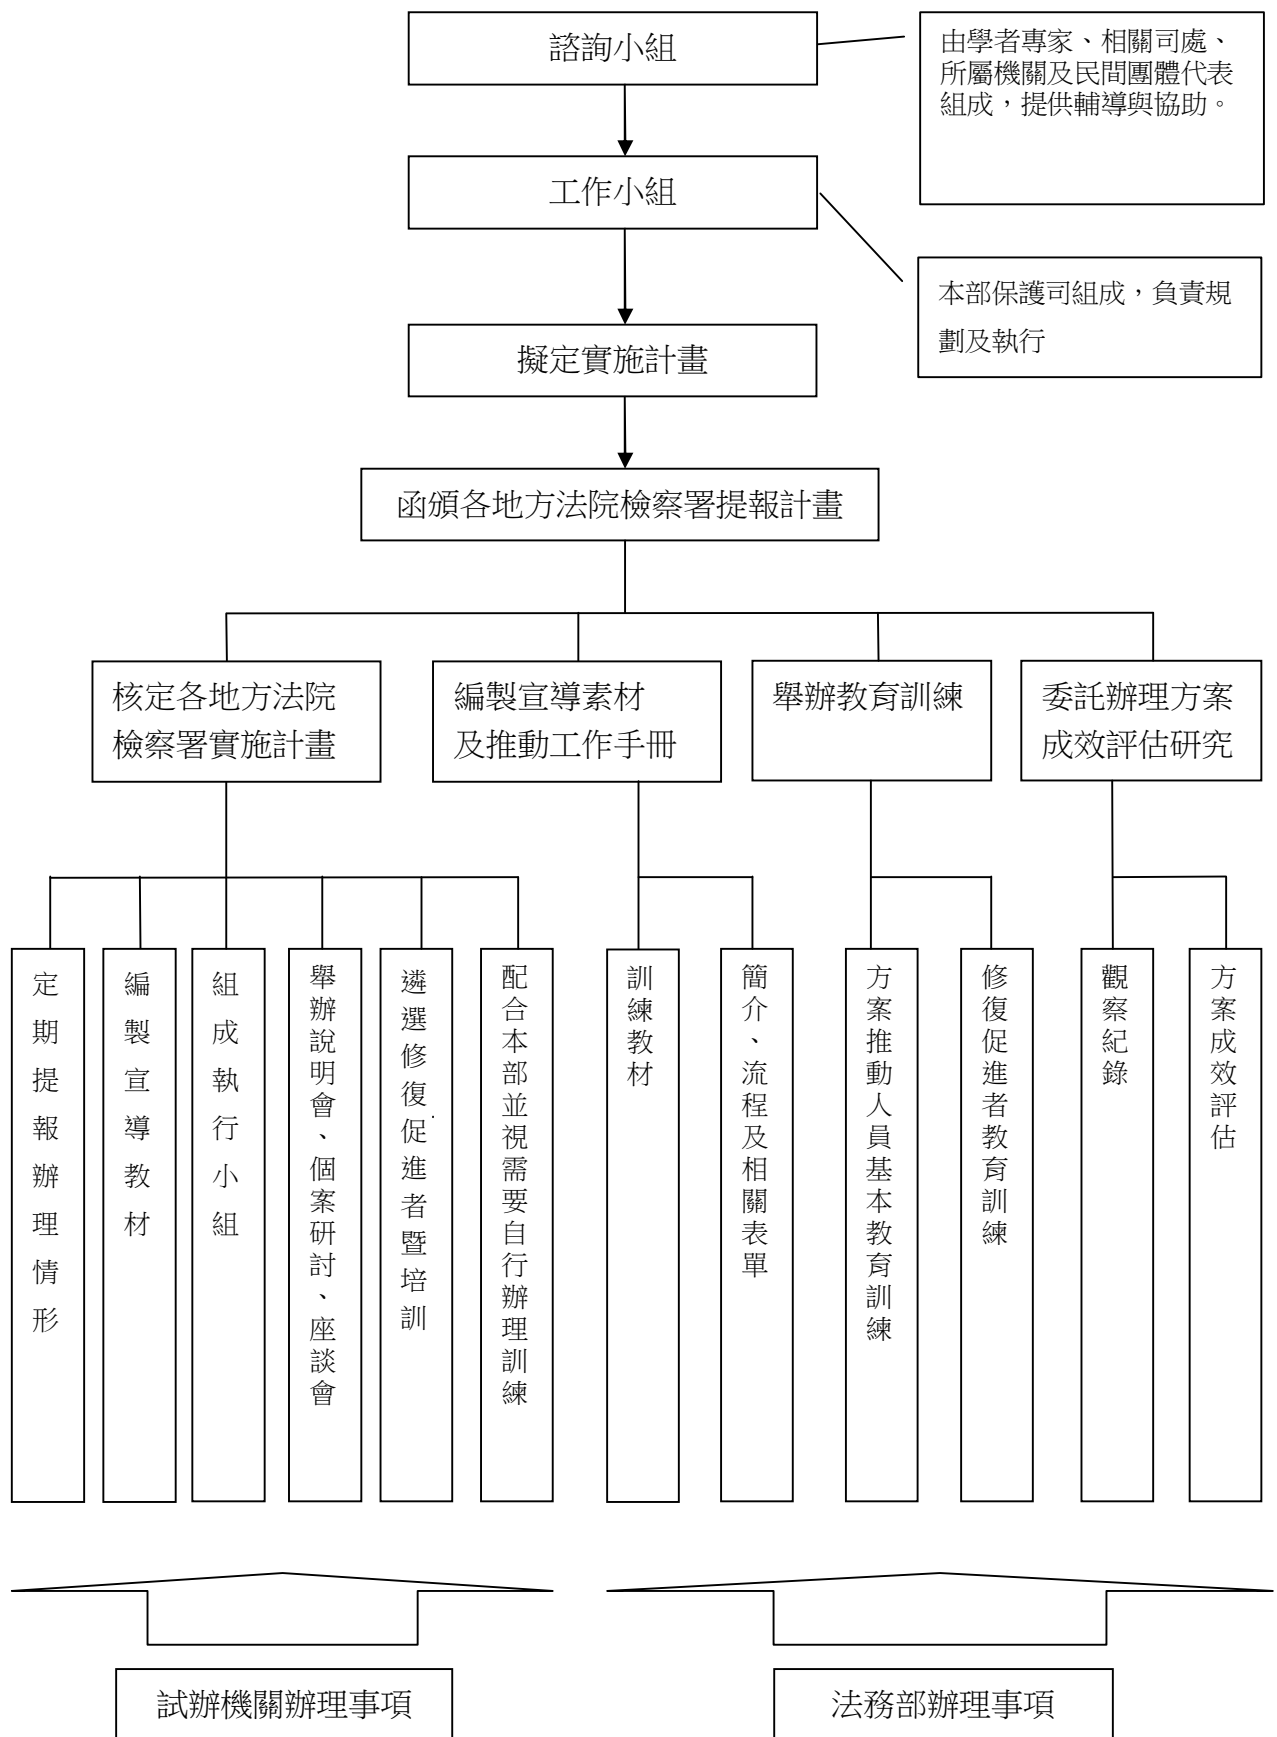 諮詢小組
由學者專家、相關司處、
所屬機關及民間團體代表
組成，提供輔導與協助。
工作小組
本部保護司組成，負責規
劃及執行
擬定實施計畫
函頒各地方法院檢察署提報計畫
核定各地方法院
檢察署實施計畫
編製宣導素材
及推動工作手冊
舉辦教育訓練
委託辦理方案
成效評估研究
定期提報辦理情形
編製宣導教材
組成執行小組
舉辦說明會、個案研討、座談會
遴選修復促進者暨培訓
配合本部並視需要自行辦理訓練
訓練教材
簡介、流程及相關表單
方案推動人員基本教育訓練
修復促進者教育訓練
觀察紀錄
方案成效評估
試辦機關辦理事項
法務部辦理事項